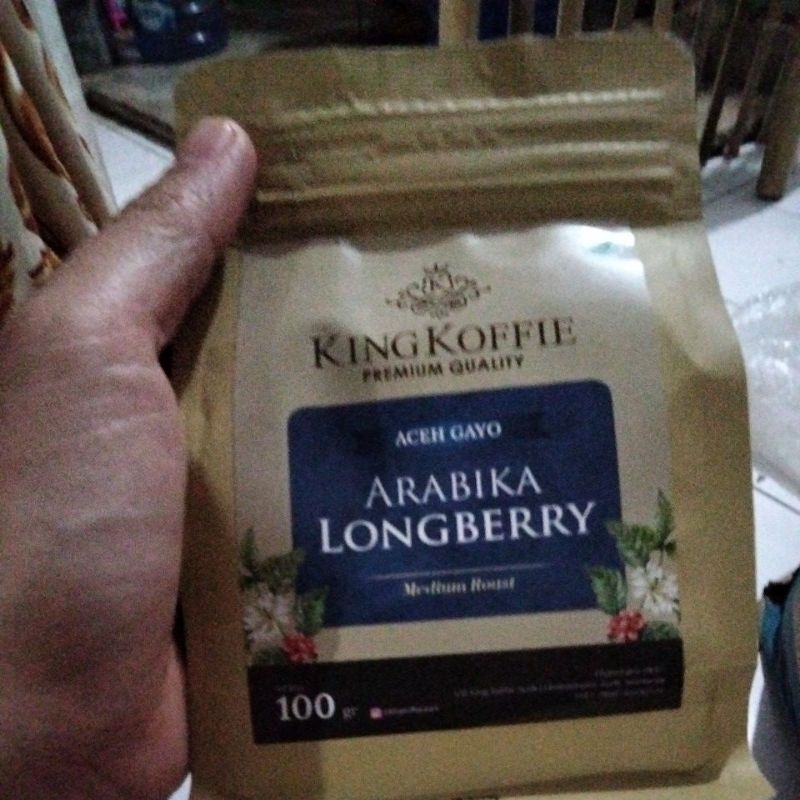 KING KOFFIE
PREMIUM QUALITY
ACEH GAYO
ARABIKA
LONGBERRY
Medium Roast
100 gr